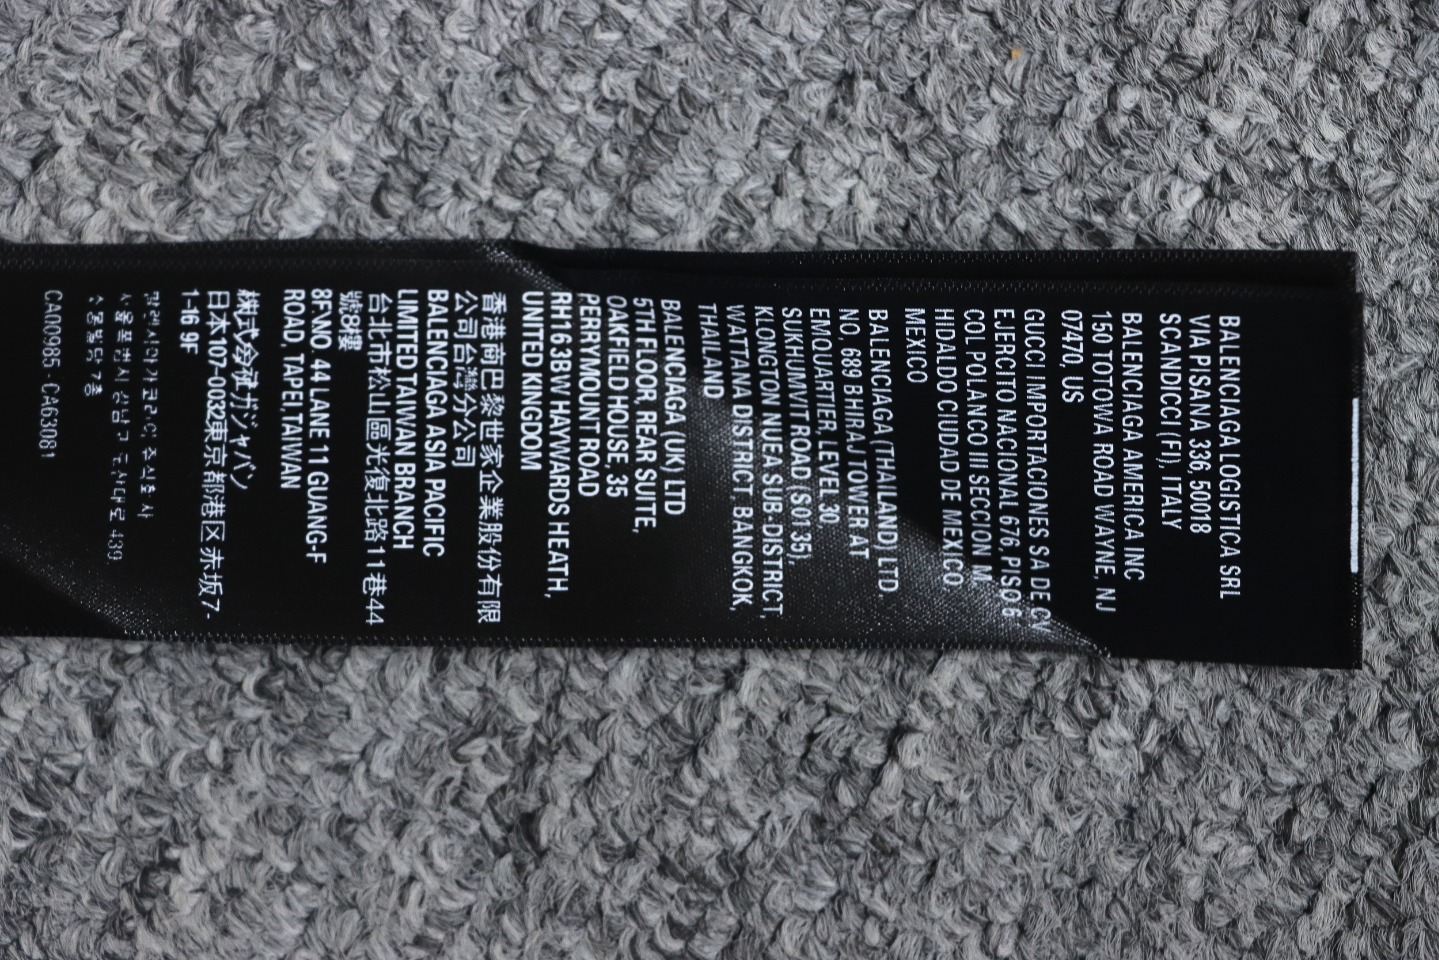 BALENCIAGA LOGISTICA SRL
VIA PISANA 336, 50018
SCANDICCI (FI), ITALY
BALENCIAGA AMERICA INC
150 TOTOWA ROAD WAYNE, NJ
07470, US
GUCCI IMPORTACIONES SA DE CV
EJERCITO NACIONAL 676, PISO 6
COL POLANCO III SECCION M
HIDALDO CIUDAD DE MEXICO
MEXICO
BALENCIAGA (THAILAND) LTD
NO, 689 BHIRAJ TOWER AT
EMQUARTIER, LEVEL 30
SUKHUMVIT ROAD (S01 35),
KLONGTON NUEA SUB-DISTRICT,
WATTANA DISTRICT, BANGKOK,
THAILAND
BALENCIAGA (UK) LTD
5TH FLOOR, REAR SUITE,
OAKFIELD HOUSE, 35
PERRYMOUNT ROAD
RH16 3BW HAYWARDS HEATH,
UNITED KINGDOM
香港商巴黎世家企業股份有限
公司台灣分公司
BALENCIAGA ASIA PACIFIC
LIMITED TAIWAN BRANCH
台北市松山區光復北路11巷44
號8樓
8F\NO. 44 LANE 11 GUANG-F
ROAD, TAPEI,TAIWAN
株式会社ガジャバン
日本107-0032東京都港区赤坂7-
1-16 9F
439,
7층
CA00985 CA63081